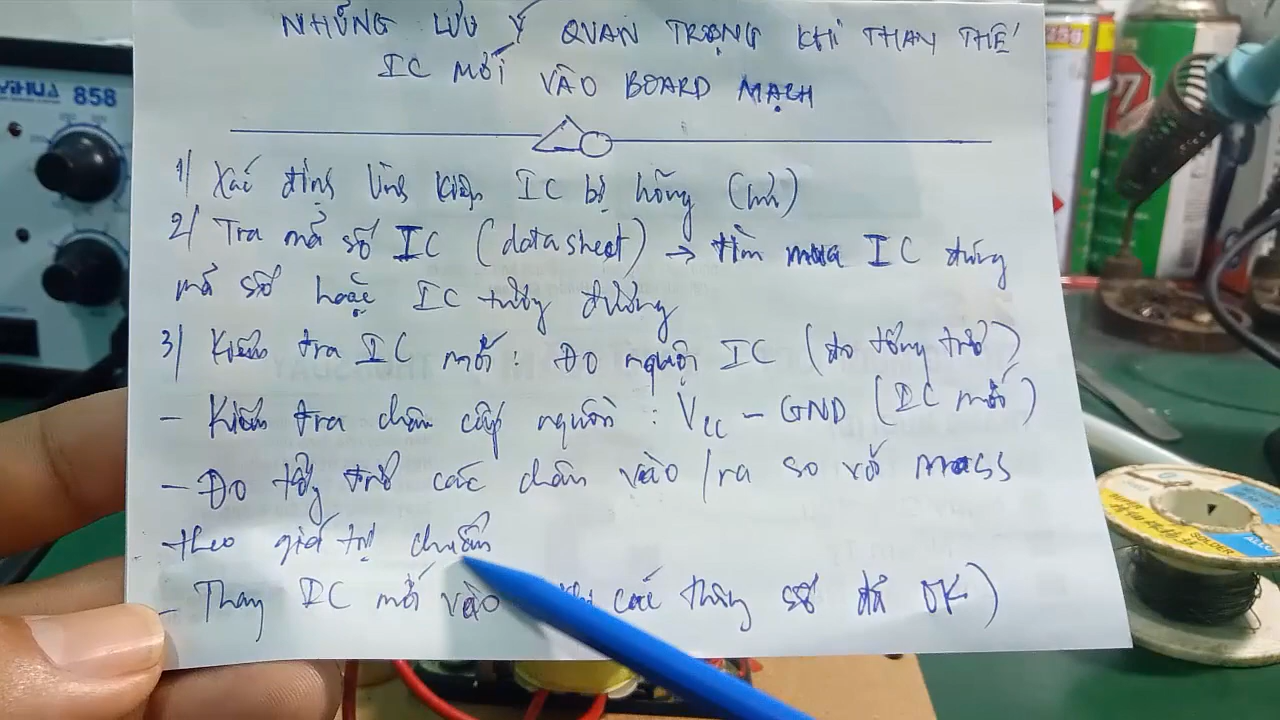 NHỮNG LƯU Ý QUAN TRỌNG KHI THAY THẾ
IC MỚI VÀO BOARD MẠCH
1) Xác định linh kiện IC bị hỏng (hư)
2) Tra mã số IC (datasheet) → tìm mua IC đúng
mã số hoặc IC tương đương
3) Kiểm tra IC mới: Đo nguội IC (đo tổng trở)
- Kiểm tra chân cấp nguồn: Vcc - GND (IC mới)
- Đo tổng trở các chân vào/ra so với mass
theo giá trị chuẩn
- Thay IC mới vào các thông số đã OK)
YIHUA 858
SOLDER